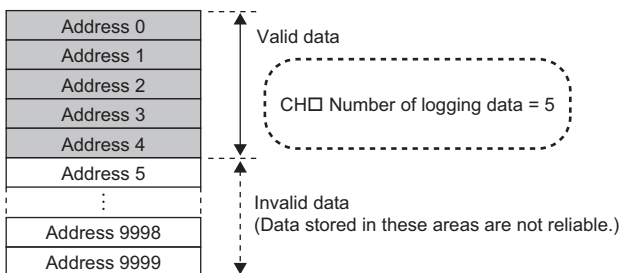 Address 0
Address 1
Address 2
Address 3
Address 4
Address 5
⋮
Address 9998
Address 9999
Valid data
CH□ Number of logging data = 5
Invalid data
(Data stored in these areas are not reliable.)